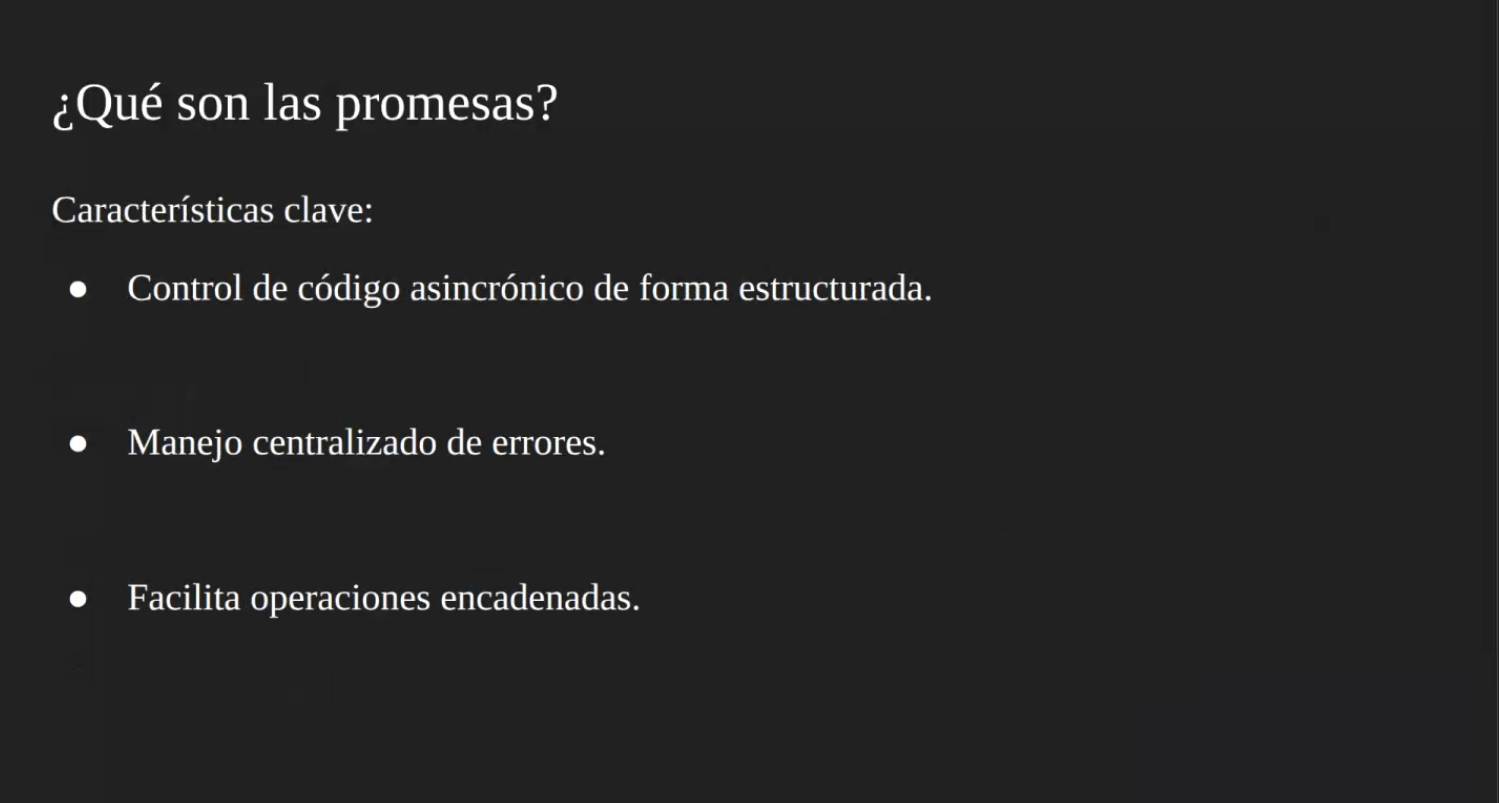 ¿Qué son las promesas?
Características clave:
● Control de código asincrónico de forma estructurada.
● Manejo centralizado de errores.
● Facilita operaciones encadenadas.